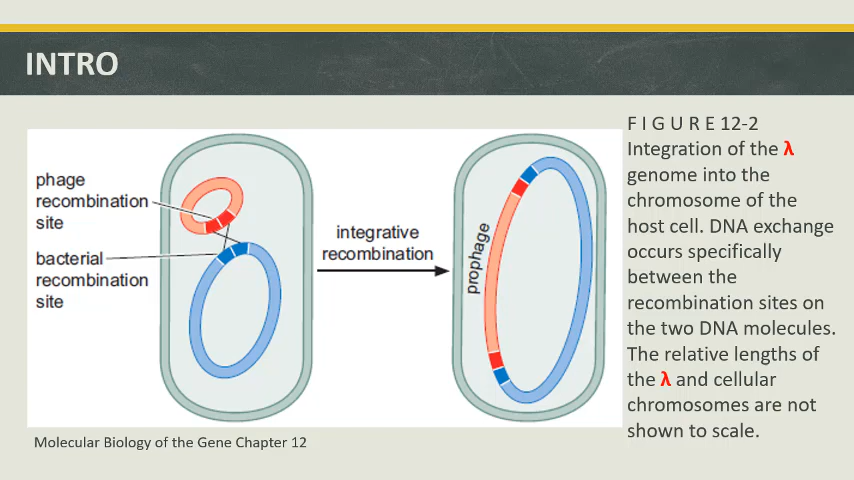 INTRO
phage
recombination
site
bacterial
recombination
site
integrative
recombination
prophage
F I G U R E 12-2
Integration of the λ
genome into the
chromosome of the
host cell. DNA exchange
occurs specifically
between the
recombination sites on
the two DNA molecules.
The relative lengths of
the λ and cellular
chromosomes are not
shown to scale.
Molecular Biology of the Gene Chapter 12